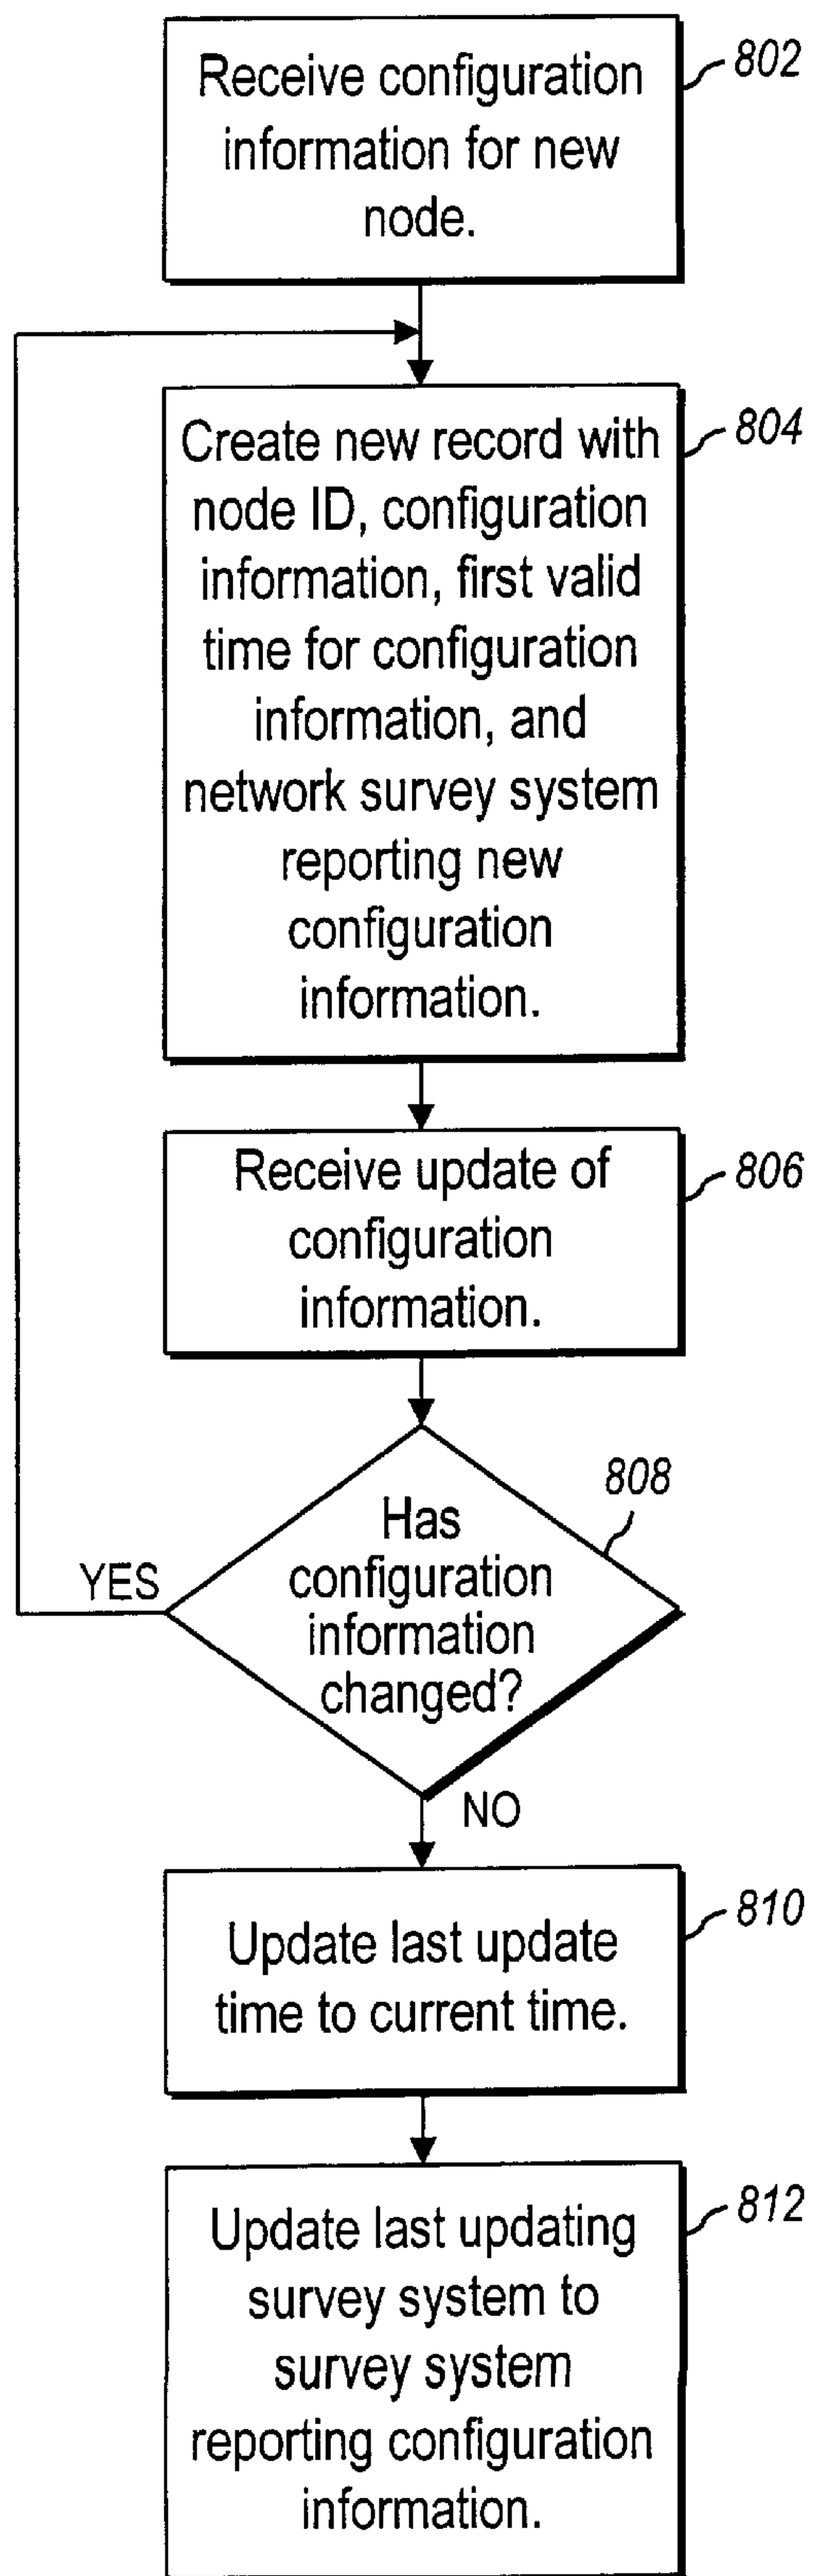 Receive configuration
information for new
node.
802
Create new record with
node ID, configuration
information, first valid
time for configuration
information, and
network survey system
reporting new
configuration
information.
804
Receive update of
configuration
information.
806
Has
configuration
information
changed?
808
YES
NO
Update last update
time to current time.
810
Update last updating
survey system to
survey system
reporting configuration
information.
812